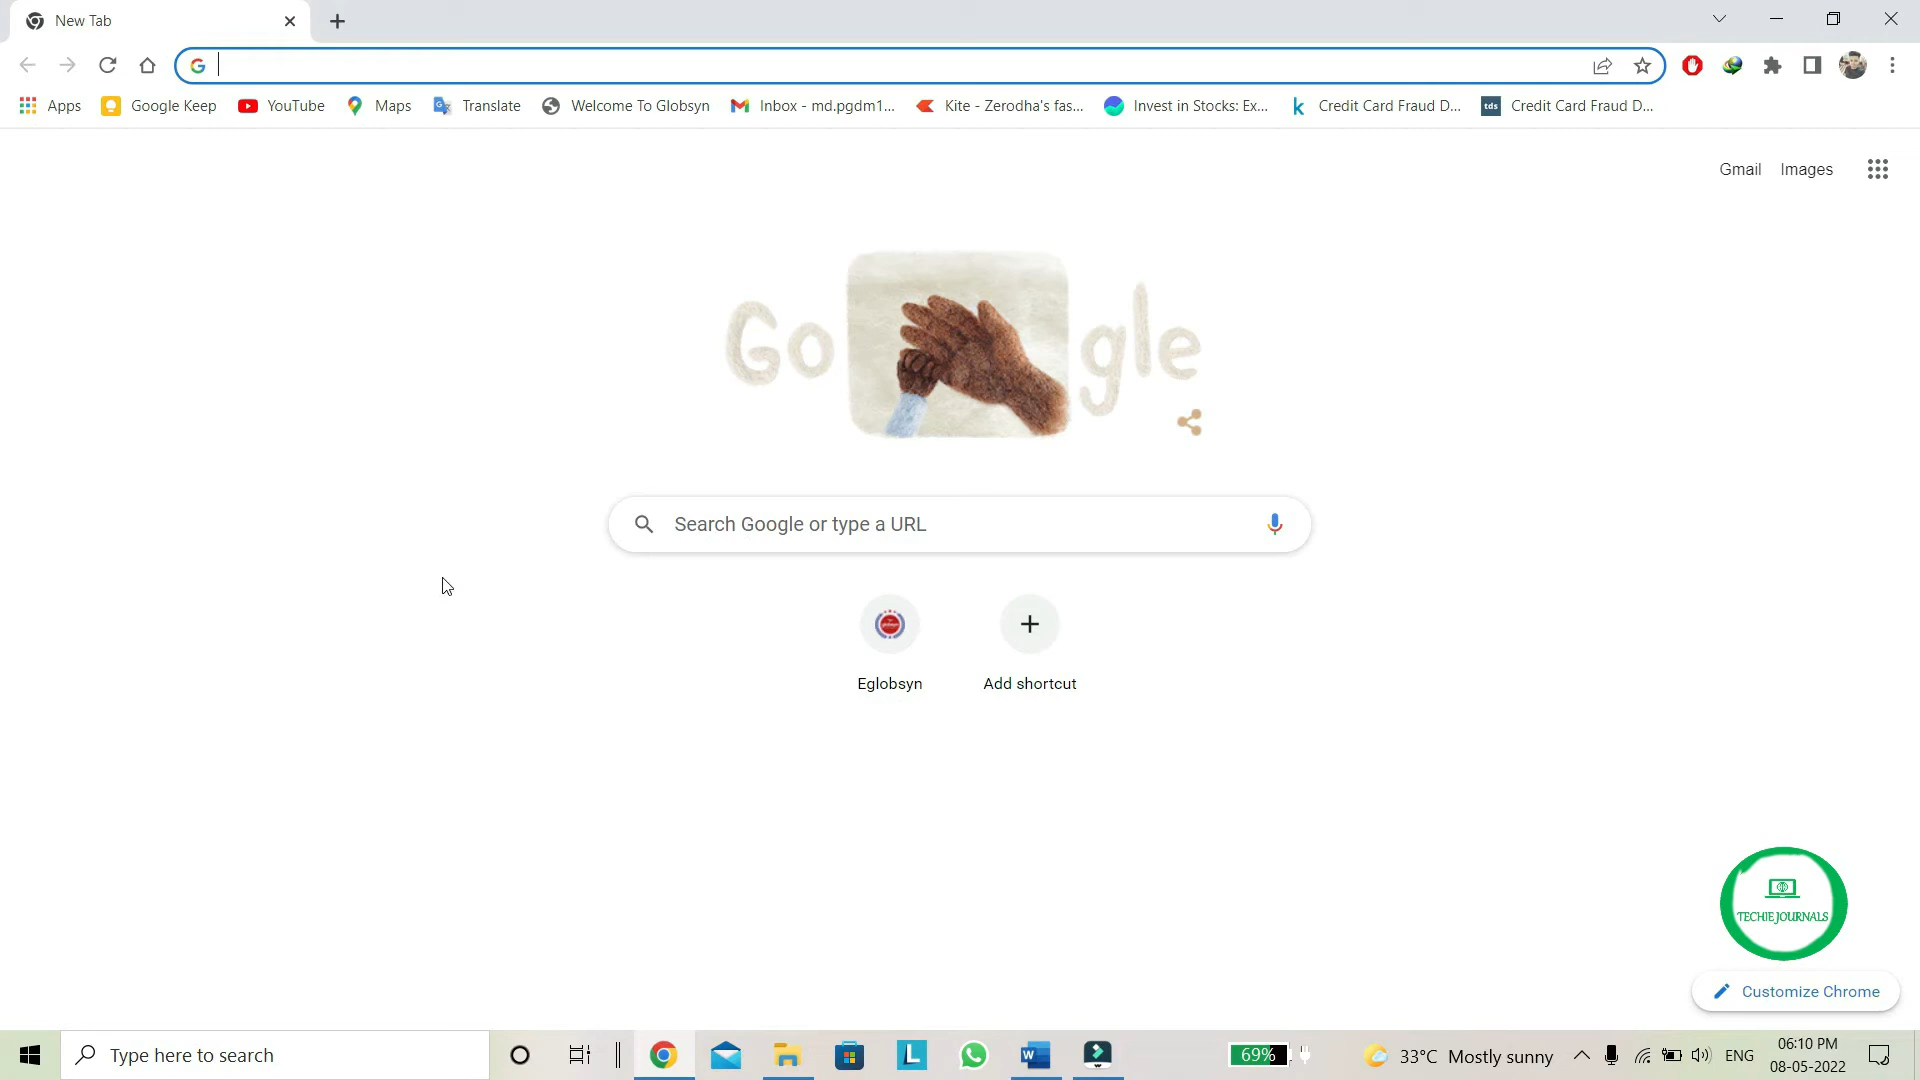 New Tab
Apps Google Keep YouTube Maps Translate Welcome To Globsyn Inbox - md.pgdm1... Kite - Zerodha's fas... Invest in Stocks: Ex... Credit Card Fraud D... tds Credit Card Fraud D...
Gmail Images
Google
Search Google or type a URL
Eglobsyn Add shortcut
TECHIE JOURNALS
Customize Chrome
Type here to search
69% 33°C Mostly sunny ENG
06:10 PM
08-05-2022